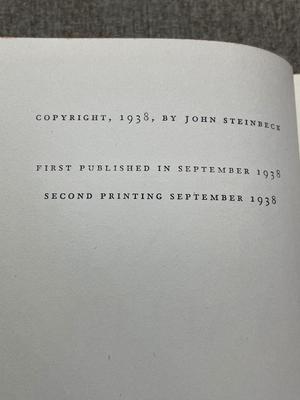 COPYRIGHT, 1938, BY JOHN STEINBECK
FIRST PUBLISHED IN SEPTEMBER 1938
SECOND PRINTING SEPTEMBER 1938